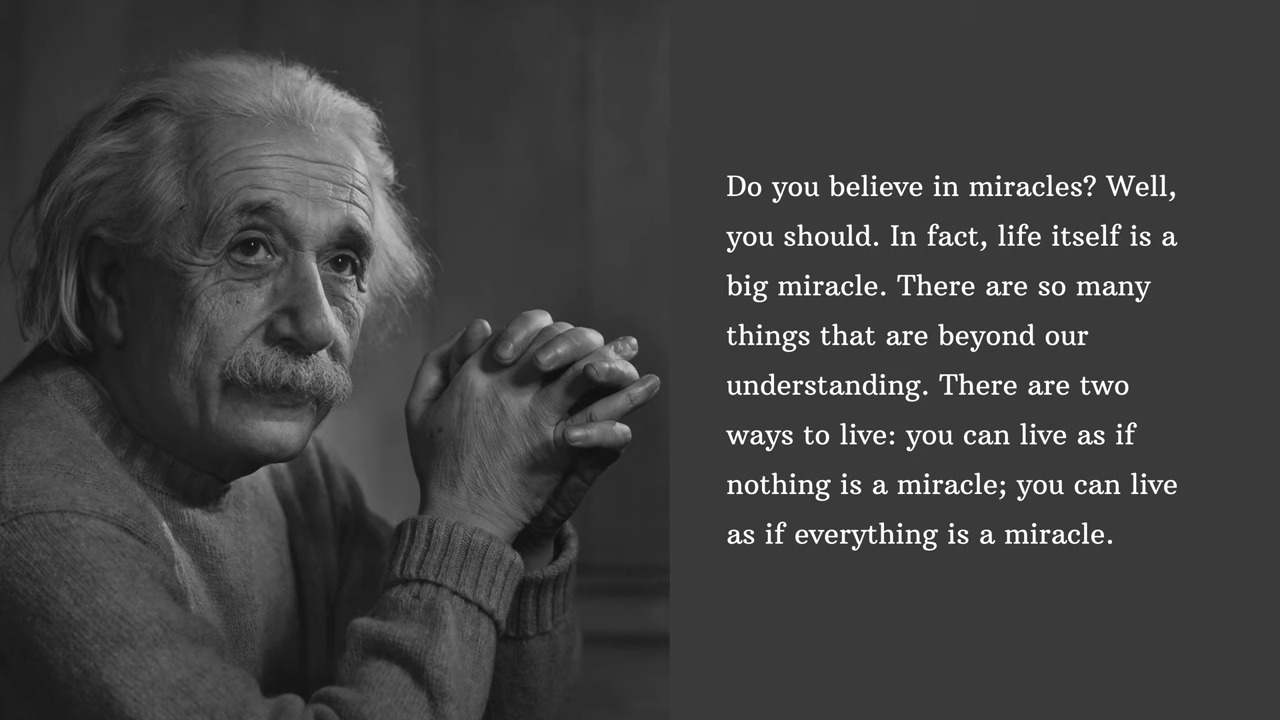 Do you believe in miracles? Well,
you should. In fact, life itself is a
big miracle. There are so many
things that are beyond our
understanding. There are two
ways to live: you can live as if
nothing is a miracle; you can live
as if everything is a miracle.